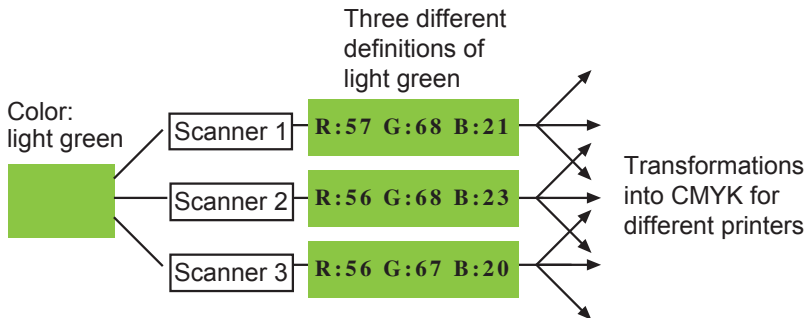 Three different
definitions of
light green
Color:
light green
Scanner 1
R:57 G:68 B:21
Scanner 2
R:56 G:68 B:23
Scanner 3
R:56 G:67 B:20
Transformations
into CMYK for
different printers